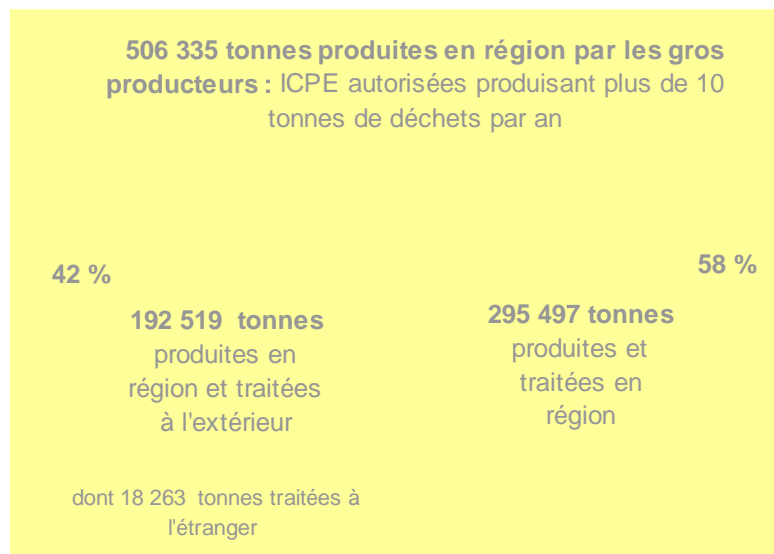 506 335 tonnes produites en région par les gros
producteurs : ICPE autorisées produisant plus de 10
tonnes de déchets par an
42 %
58 %
192 519 tonnes
produites en
région et traitées
à l'extérieur
295 497 tonnes
produites et
traitées en
région
dont 18 263 tonnes traitées à
l'étranger